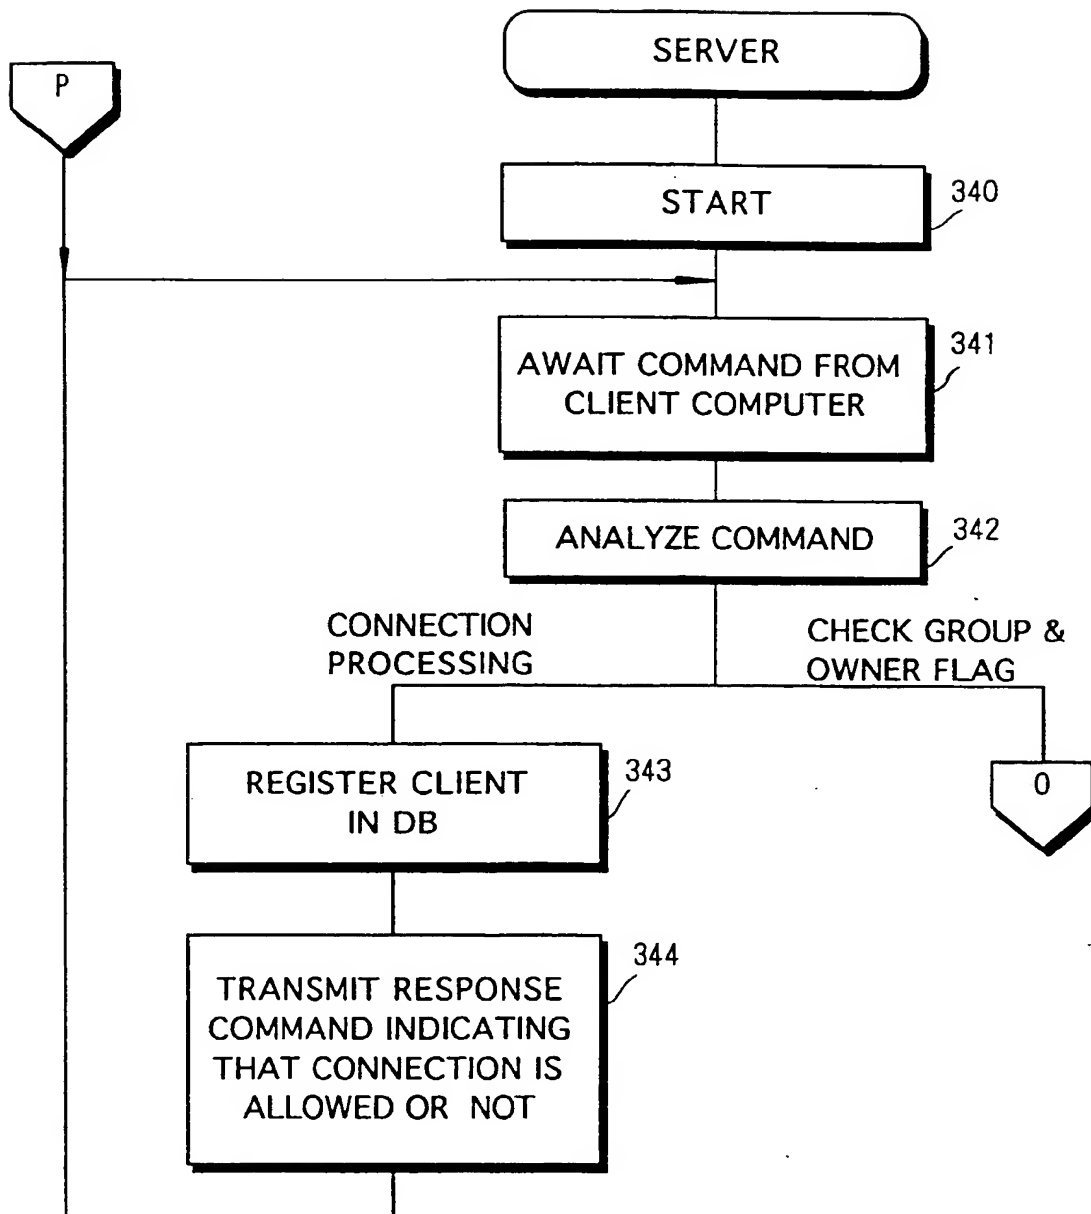 SERVER
P
START
340
AWAIT COMMAND FROM
CLIENT COMPUTER
341
ANALYZE COMMAND
342
CONNECTION
PROCESSING
CHECK GROUP &
OWNER FLAG
REGISTER CLIENT
IN DB
343
O
TRANSMIT RESPONSE
COMMAND INDICATING
THAT CONNECTION IS
ALLOWED OR NOT
344